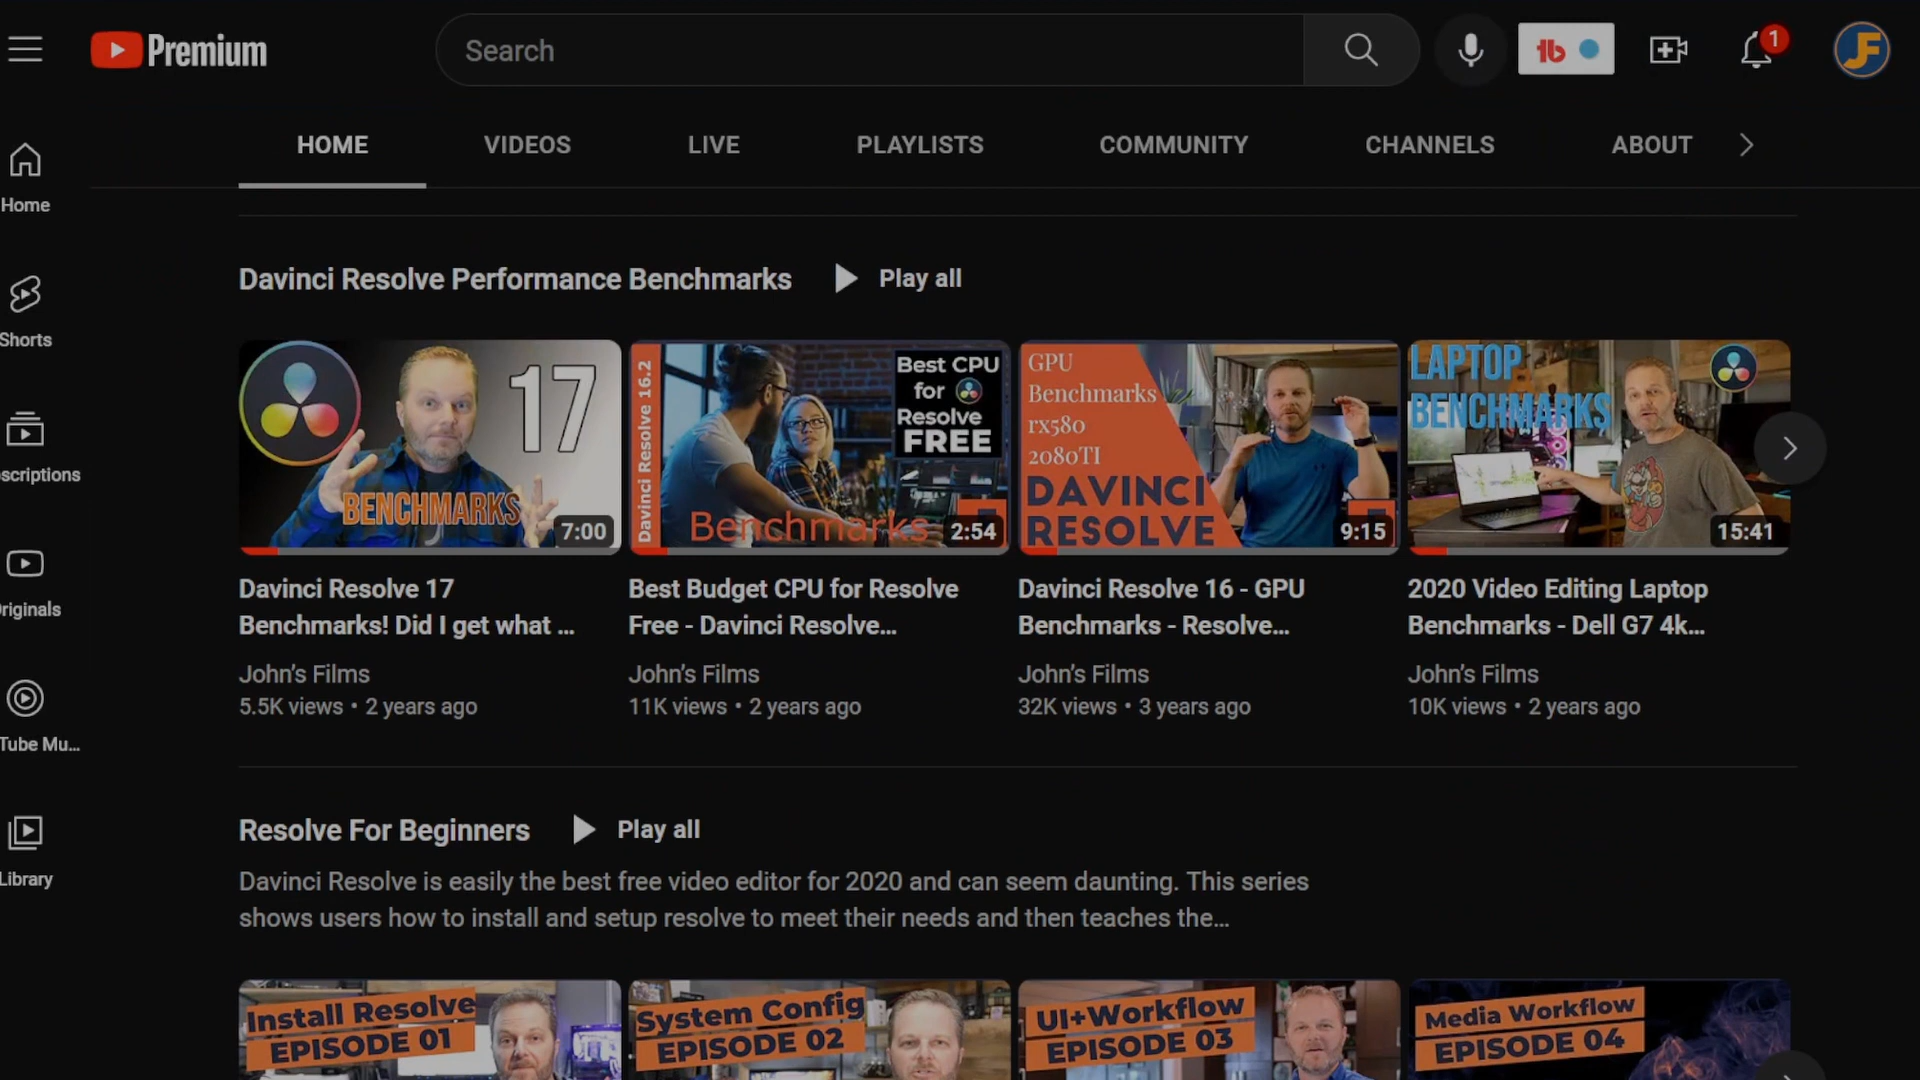 Premium
Search
1
JF
HOME
VIDEOS
LIVE
PLAYLISTS
COMMUNITY
CHANNELS
ABOUT
Home
Shorts
scriptions
riginals
Tube Mu...
Library
Davinci Resolve Performance Benchmarks
Play all
17
BENCHMARKS
7:00
Davinci Resolve 17
Benchmarks! Did I get what ...
John's Films
5.5K views • 2 years ago
Davinci Resolve 16.2
Best CPU
for
Resolve
FREE
Benchmarks
2:54
Best Budget CPU for Resolve
Free - Davinci Resolve...
John's Films
11K views • 2 years ago
GPU
Benchmarks
rx580
2080TI
DAVINCI
RESOLVE
9:15
Davinci Resolve 16 - GPU
Benchmarks - Resolve...
John's Films
32K views • 3 years ago
LAPTOP
BENCHMARKS
15:41
2020 Video Editing Laptop
Benchmarks - Dell G7 4k...
John's Films
10K views • 2 years ago
Resolve For Beginners
Play all
Davinci Resolve is easily the best free video editor for 2020 and can seem daunting. This series
shows users how to install and setup resolve to meet their needs and then teaches the...
Install Resolve
EPISODE 01
System Config
EPISODE 02
UI+Workflow
EPISODE 03
Media Workflow
EPISODE 04